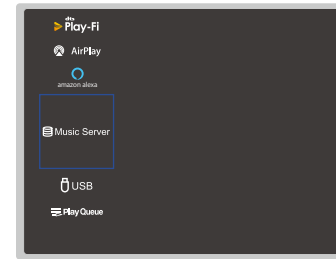 dts
Play-Fi
AirPlay
amazon alexa
Music Server
USB
Play Queue